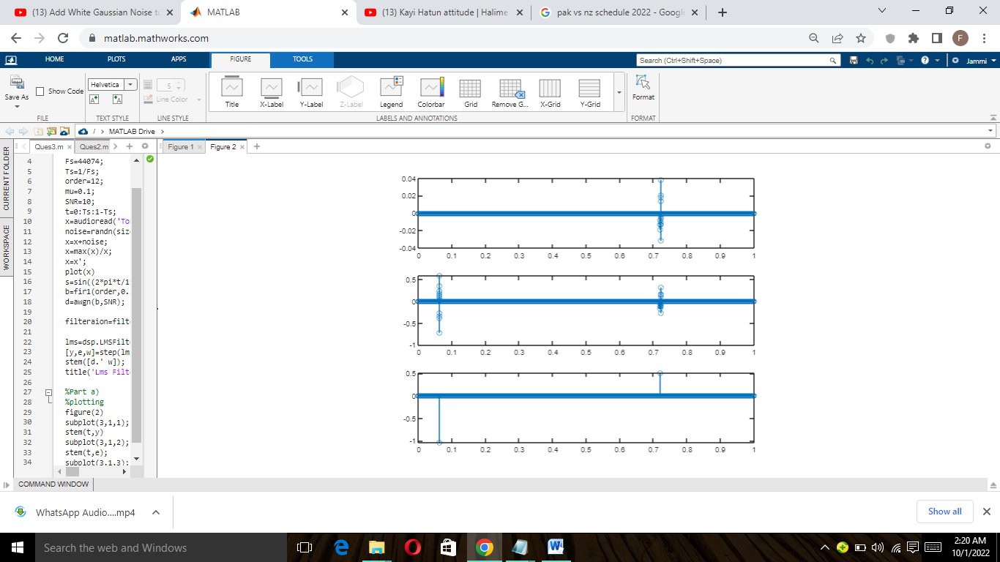 (13) Add White Gaussian Noise to
MATLAB
(13) Kayi Hatun attitude | Halime
pak vs nz schedule 2022 - Google
matlab.mathworks.com
F
HOME PLOTS APPS FIGURE TOOLS
Search (Ctrl+Shift+Space)
Jammi
Save As
Show Code
FILE
Helvetica
A A
TEXT STYLE
5
Line Color
LINE STYLE
Title X-Label Y-Label Z-Label Legend Colorbar Grid Remove G... X-Grid Y-Grid
LABELS AND ANNOTATIONS
Format
FORMAT
/ > MATLAB Drive >
CURRENT FOLDER
WORKSPACE
Ques3.m Ques2.m
Figure 1 Figure 2
4 Fs=44074;
5 Ts=1/Fs;
6 order=12;
7 mu=0.1;
8 SNR=10;
9 t=0:Ts:1-Ts;
10 x=audioread('To
11 noise=randn(siz
12 x=x+noise;
13 x=max(x)/x;
14 x=x';
15 plot(x)
16 s=sin((2*pi*t/1
17 b=fir1(order,0.
18 d=awgn(b,SNR);
19
20 filteraion=filt
21
22 lms=dsp.LMSFilt
23 [y,e,w]=step(lm
24 stem([d.' w]);
25 title('Lms Filt
26
27 %Part a)
28 %plotting
29 figure(2)
30 subplot(3,1,1);
31 stem(t,y)
32 subplot(3,1,2);
33 stem(t,e);
34 subplot(3,1,3);
0.04
0.02
0
-0.02
-0.04
0 0.1 0.2 0.3 0.4 0.5 0.6 0.7 0.8 0.9 1
0.5
0
-0.5
-1
0 0.1 0.2 0.3 0.4 0.5 0.6 0.7 0.8 0.9 1
0.5
0
-0.5
-1
0 0.1 0.2 0.3 0.4 0.5 0.6 0.7 0.8 0.9 1
COMMAND WINDOW
WhatsApp Audio....mp4
Show all
Search the web and Windows
2:20 AM
10/1/2022